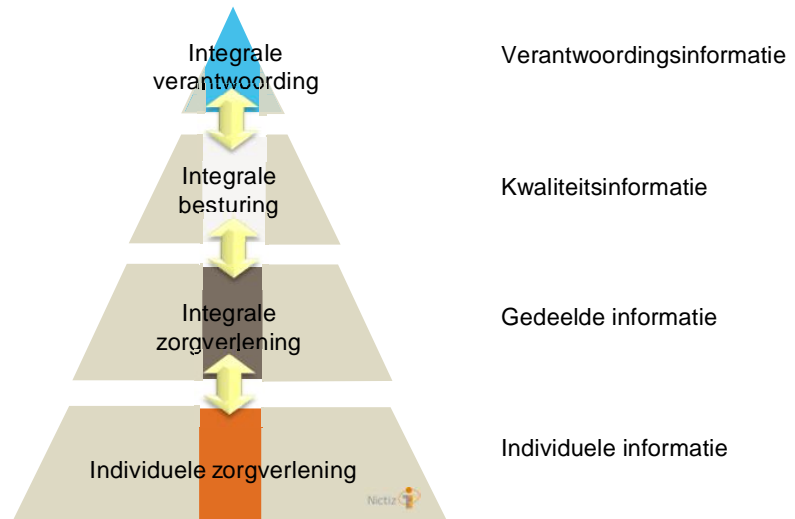 Integrale
verantwoording
Verantwoordingsinformatie
Integrale
besturing
Kwaliteitsinformatie
Integrale
zorgverlening
Gedeelde informatie
Individuele zorgverlening
Individuele informatie
Nictiz